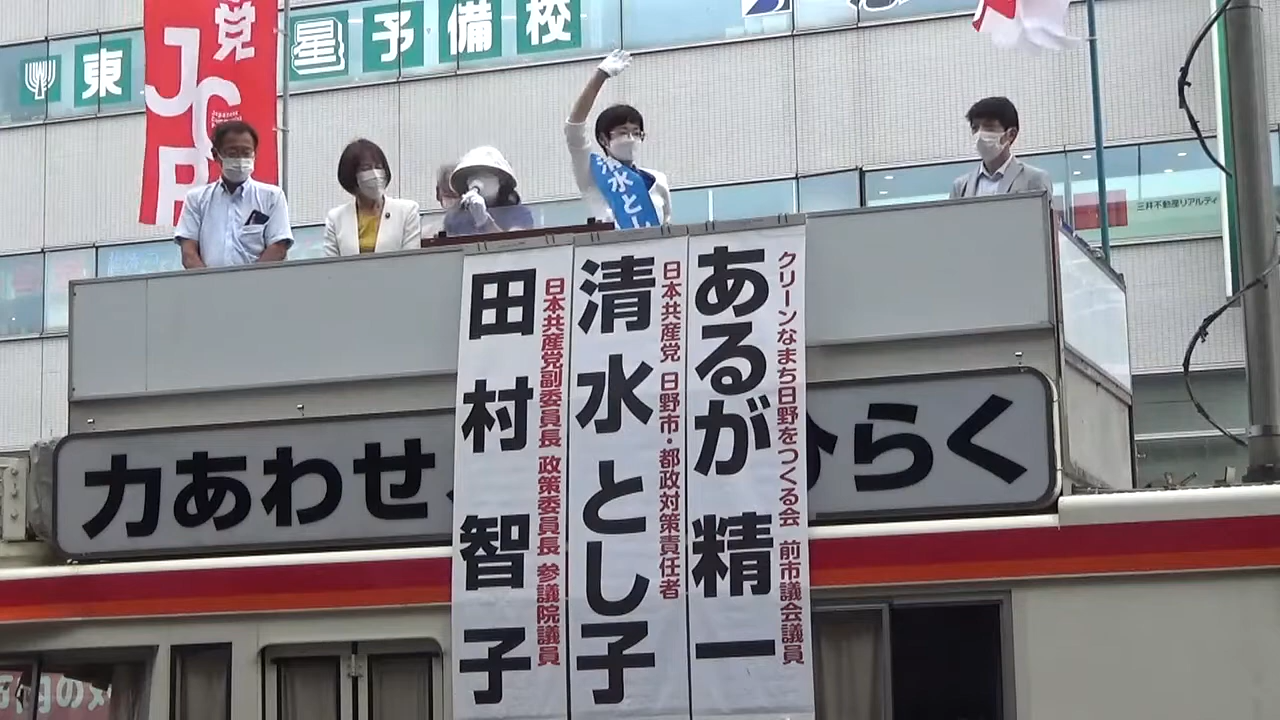 東
星予備校
党
JCP
清水とし
三井不動産リアルティ
クリーンなまち日野をつくる会 前市議会議員
あるが精一
日本共産党 日野市・都政対策責任者
清水とし子
日本共産党副委員長 政策委員長 参議院議員
田村智子
力あわせ
ひらく